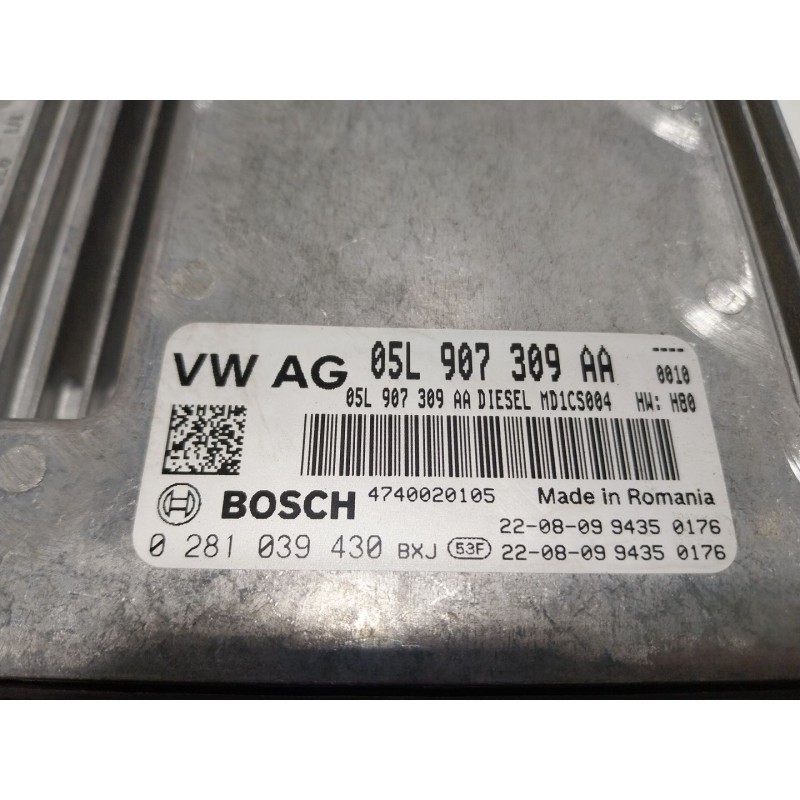 VW AG 05L 907 309 AA ----
0010
05L 907 309 AA DIESEL MD1CS004 HW: H80
BOSCH 4740020105 Made in Romania
22-08-09 9435 0176
0 281 039 430 BXJ 53F 22-08-09 9435 0176